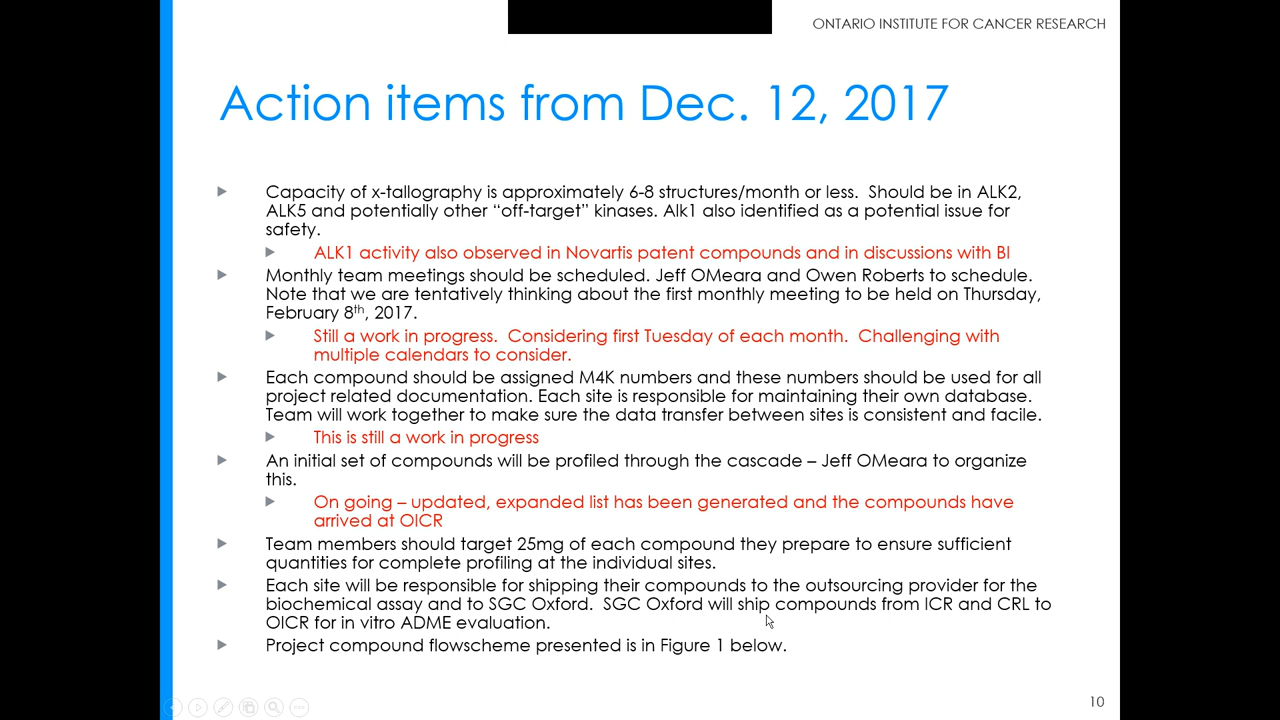 ONTARIO INSTITUTE FOR CANCER RESEARCH
Action items from Dec. 12, 2017
Capacity of x-tallography is approximately 6-8 structures/month or less.  Should be in ALK2,
ALK5 and potentially other “off-target” kinases. Alk1 also identified as a potential issue for
safety.
ALK1 activity also observed in Novartis patent compounds and in discussions with BI
Monthly team meetings should be scheduled. Jeff OMeara and Owen Roberts to schedule.
Note that we are tentatively thinking about the first monthly meeting to be held on Thursday,
February 8th, 2017.
Still a work in progress.  Considering first Tuesday of each month.  Challenging with
multiple calendars to consider.
Each compound should be assigned M4K numbers and these numbers should be used for all
project related documentation. Each site is responsible for maintaining their own database.
Team will work together to make sure the data transfer between sites is consistent and facile.
This is still a work in progress
An initial set of compounds will be profiled through the cascade – Jeff OMeara to organize
this.
On going – updated, expanded list has been generated and the compounds have
arrived at OICR
Team members should target 25mg of each compound they prepare to ensure sufficient
quantities for complete profiling at the individual sites.
Each site will be responsible for shipping their compounds to the outsourcing provider for the
biochemical assay and to SGC Oxford.  SGC Oxford will ship compounds from ICR and CRL to
OICR for in vitro ADME evaluation.
Project compound flowscheme presented is in Figure 1 below.
10